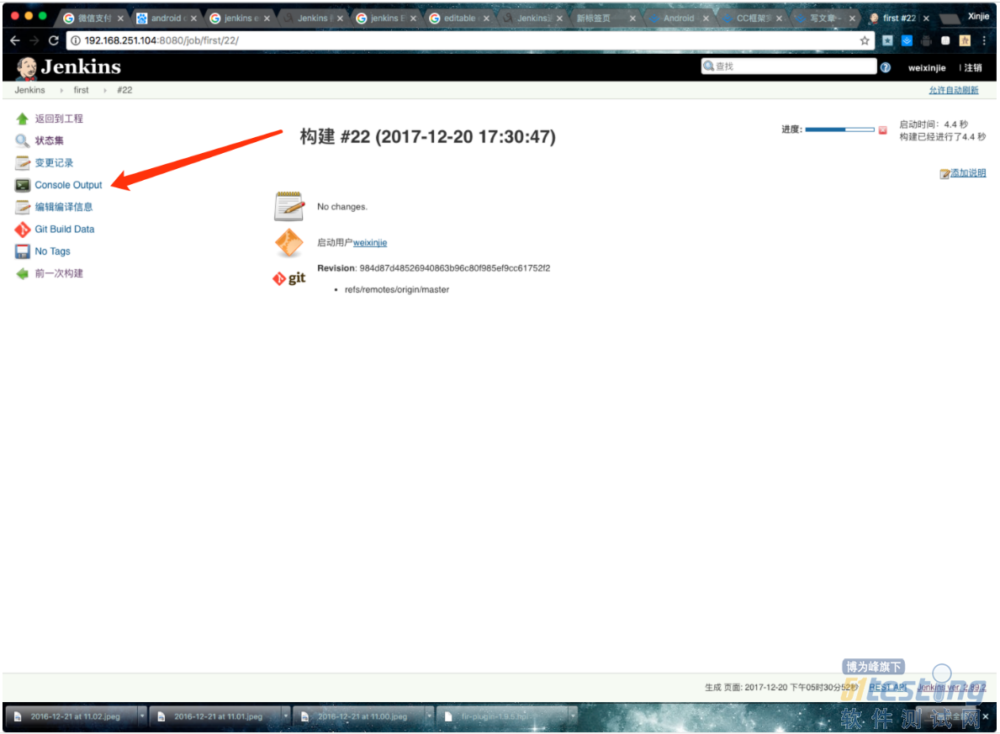 微信支付
android
jenkins e
Jenkins
jenkins E
editable
Jenkins
新标签页
Android
CC框架
写文章 -
first #22
Xinjie
192.168.251.104:8080/job/first/22/
Jenkins
查找
weixinjie
注销
Jenkins first #22
允许自动刷新
返回到工程
状态集
变更记录
Console Output
编辑编译信息
Git Build Data
No Tags
前一次构建
构建 #22 (2017-12-20 17:30:47)
进度:
启动时间: 4.4 秒
构建已经进行了4.4 秒
添加说明
No changes.
启动用户weixinjie
git
Revision: 984d87d48526940863b96c80f985ef9cc61752f2
refs/remotes/origin/master
博为峰旗下
51testing
软件测试网
生成 页面: 2017-12-20 下午05时30分52秒 REST API Jenkins ver. 2.89.2
2016-12-21 at 11.02.jpeg
2016-12-21 at 11.01.jpeg
2016-12-21 at 11.00.jpeg
fir-plugin-1.9.5.hpi